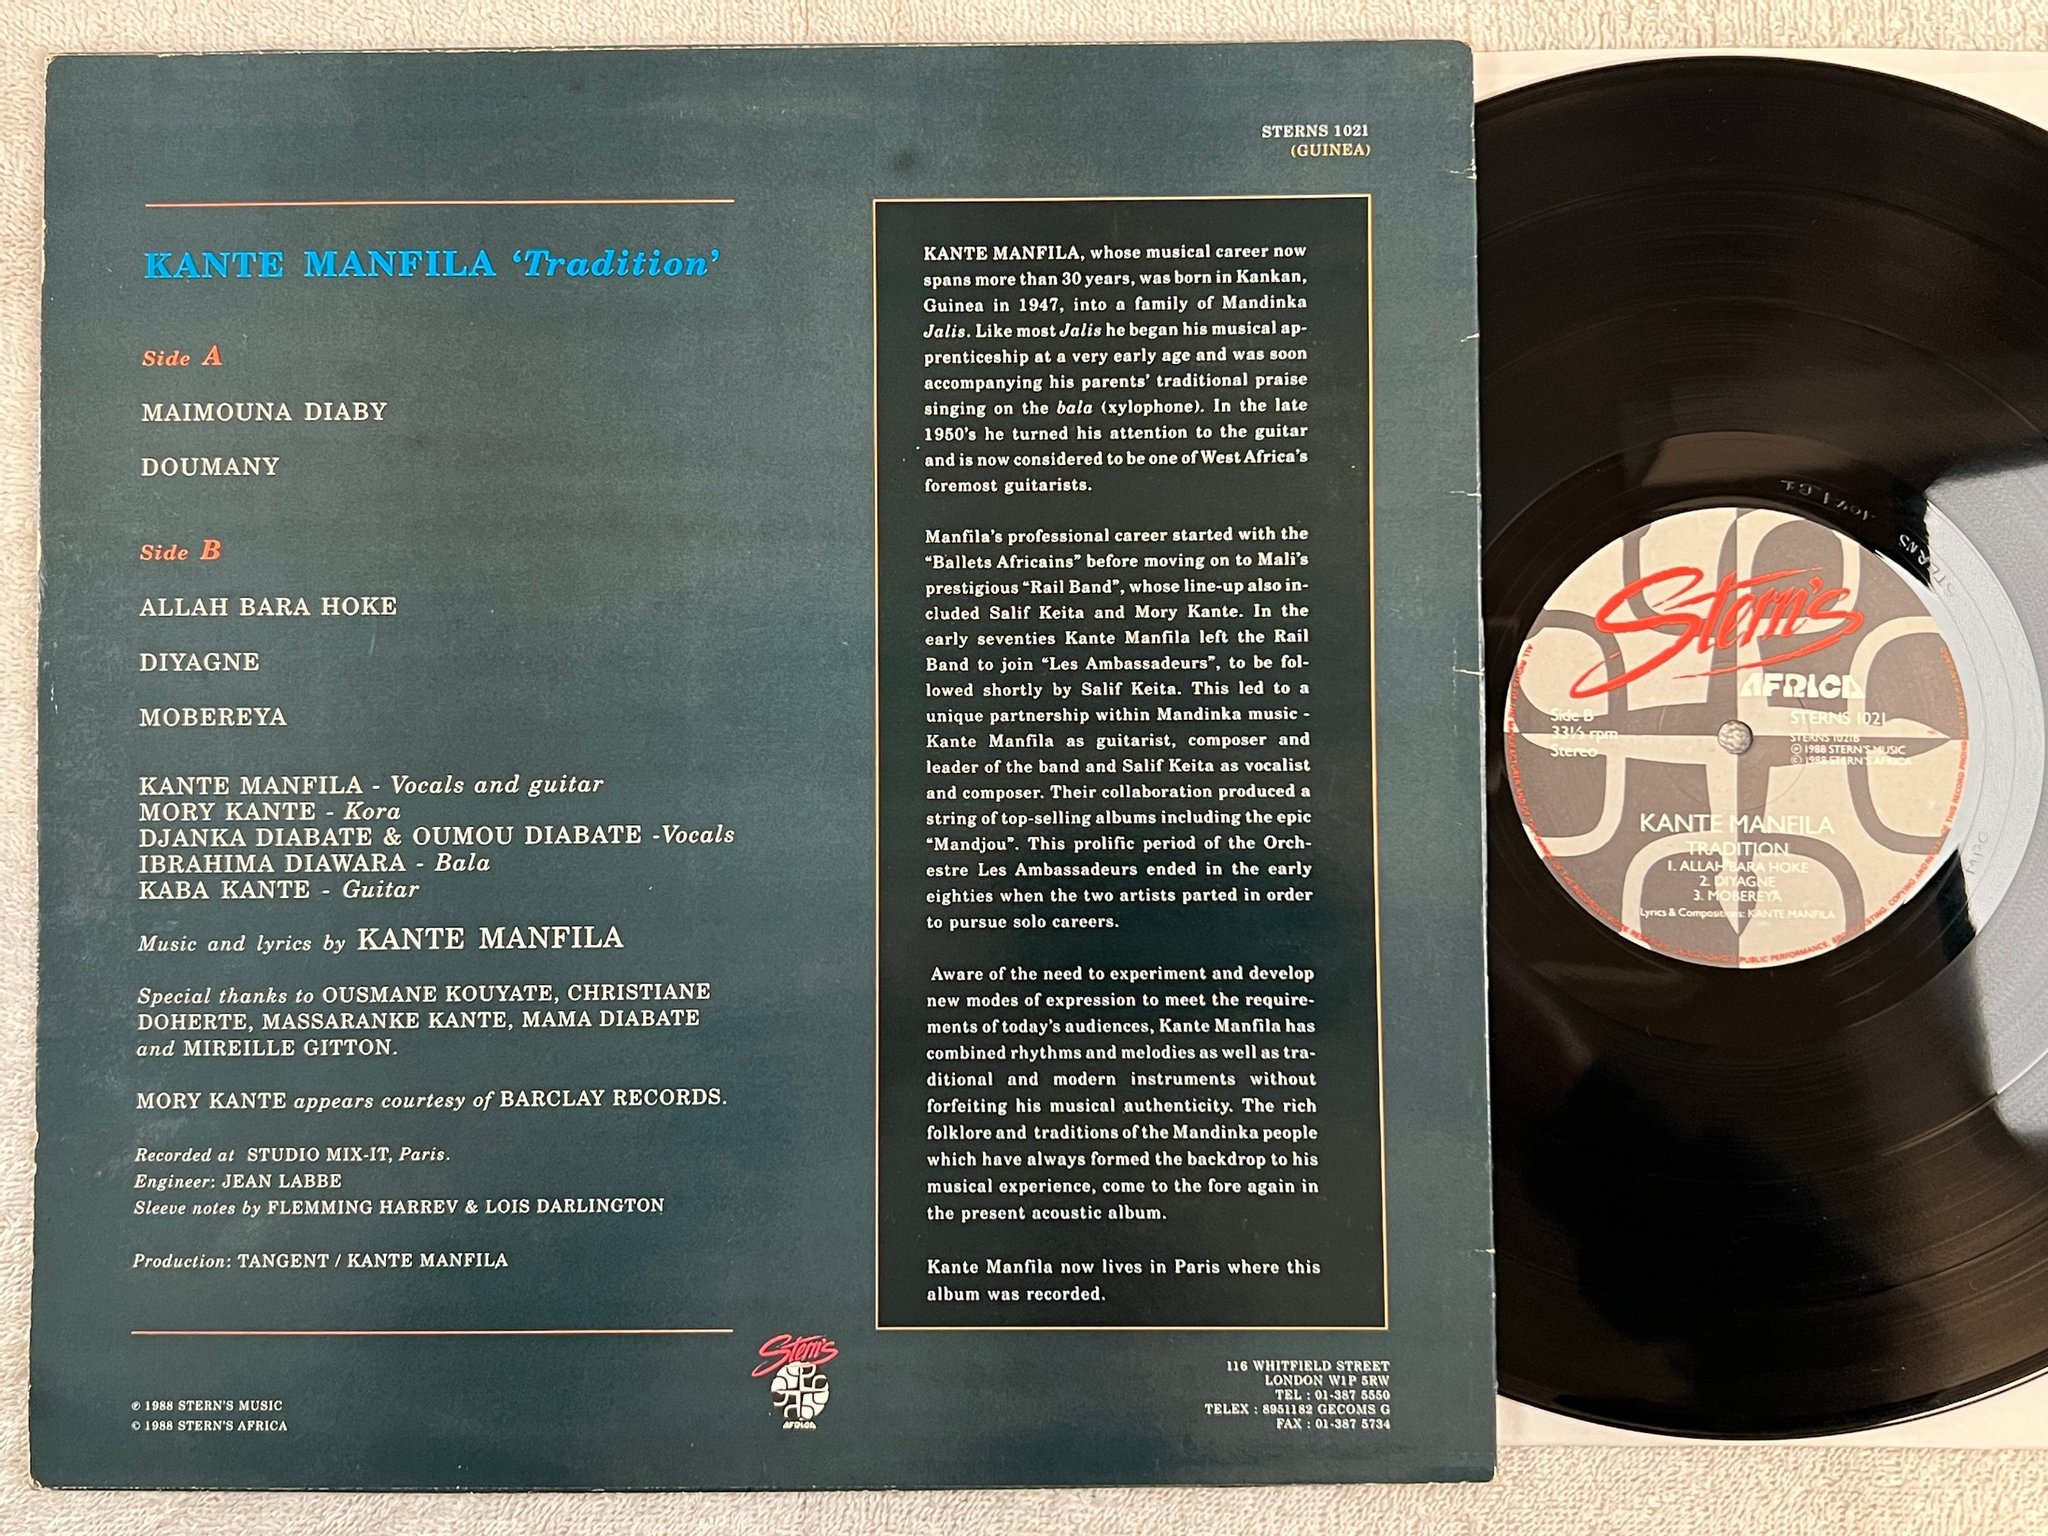 STERNS 1021
(GUINEA)
KANTE MANFILA ‘Tradition’
Side A
MAIMOUNA DIABY
DOUMANY
Side B
ALLAH BARA HOKE
DIYAGNE
MOBEREYA
KANTE MANFILA - Vocals and guitar
MORY KANTE - Kora
DJANKA DIABATE & OUMOU DIABATE -Vocals
IBRAHIMA DIAWARA - Bala
KABA KANTE - Guitar
Music and lyrics by KANTE MANFILA
Special thanks to OUSMANE KOUYATE, CHRISTIANE
DOHERTE, MASSARANKE KANTE, MAMA DIABATE
and MIREILLE GITTON.
MORY KANTE appears courtesy of BARCLAY RECORDS.
Recorded at STUDIO MIX-IT, Paris.
Engineer: JEAN LABBE
Sleeve notes by FLEMMING HARREV & LOIS DARLINGTON
Production: TANGENT / KANTE MANFILA
℗ 1988 STERN'S MUSIC
© 1988 STERN'S AFRICA
Stern's
AFRICA
KANTE MANFILA, whose musical career now
spans more than 30 years, was born in Kankan,
Guinea in 1947, into a family of Mandinka
Jalis. Like most Jalis he began his musical ap-
prenticeship at a very early age and was soon
accompanying his parents’ traditional praise
singing on the bala (xylophone). In the late
1950’s he turned his attention to the guitar
and is now considered to be one of West Africa’s
foremost guitarists.
Manfila’s professional career started with the
“Ballets Africains” before moving on to Mali’s
prestigious “Rail Band”, whose line-up also in-
cluded Salif Keita and Mory Kante. In the
early seventies Kante Manfila left the Rail
Band to join “Les Ambassadeurs”, to be fol-
lowed shortly by Salif Keita. This led to a
unique partnership within Mandinka music -
Kante Manfila as guitarist, composer and
leader of the band and Salif Keita as vocalist
and composer. Their collaboration produced a
string of top-selling albums including the epic
“Mandjou”. This prolific period of the Orch-
estre Les Ambassadeurs ended in the early
eighties when the two artists parted in order
to pursue solo careers.
Aware of the need to experiment and develop
new modes of expression to meet the require-
ments of today’s audiences, Kante Manfila has
combined rhythms and melodies as well as tra-
ditional and modern instruments without
forfeiting his musical authenticity. The rich
folklore and traditions of the Mandinka people
which have always formed the backdrop to his
musical experience, come to the fore again in
the present acoustic album.
Kante Manfila now lives in Paris where this
album was recorded.
116 WHITFIELD STREET
LONDON W1P 5RW
TEL : 01-387 5550
TELEX : 8951182 GECOMS G
FAX : 01-387 5734
Stern's
AFRICA
Side B
33⅓ rpm
Stereo
STERNS 1021
STERNS 1021B
℗ 1988 STERN'S MUSIC
© 1988 STERN'S AFRICA
KANTE MANFILA
TRADITION
1. ALLAH BARA HOKE
2. DIYAGNE
3. MOBEREYA
Lyrics & Compositions: KANTE MANFILA